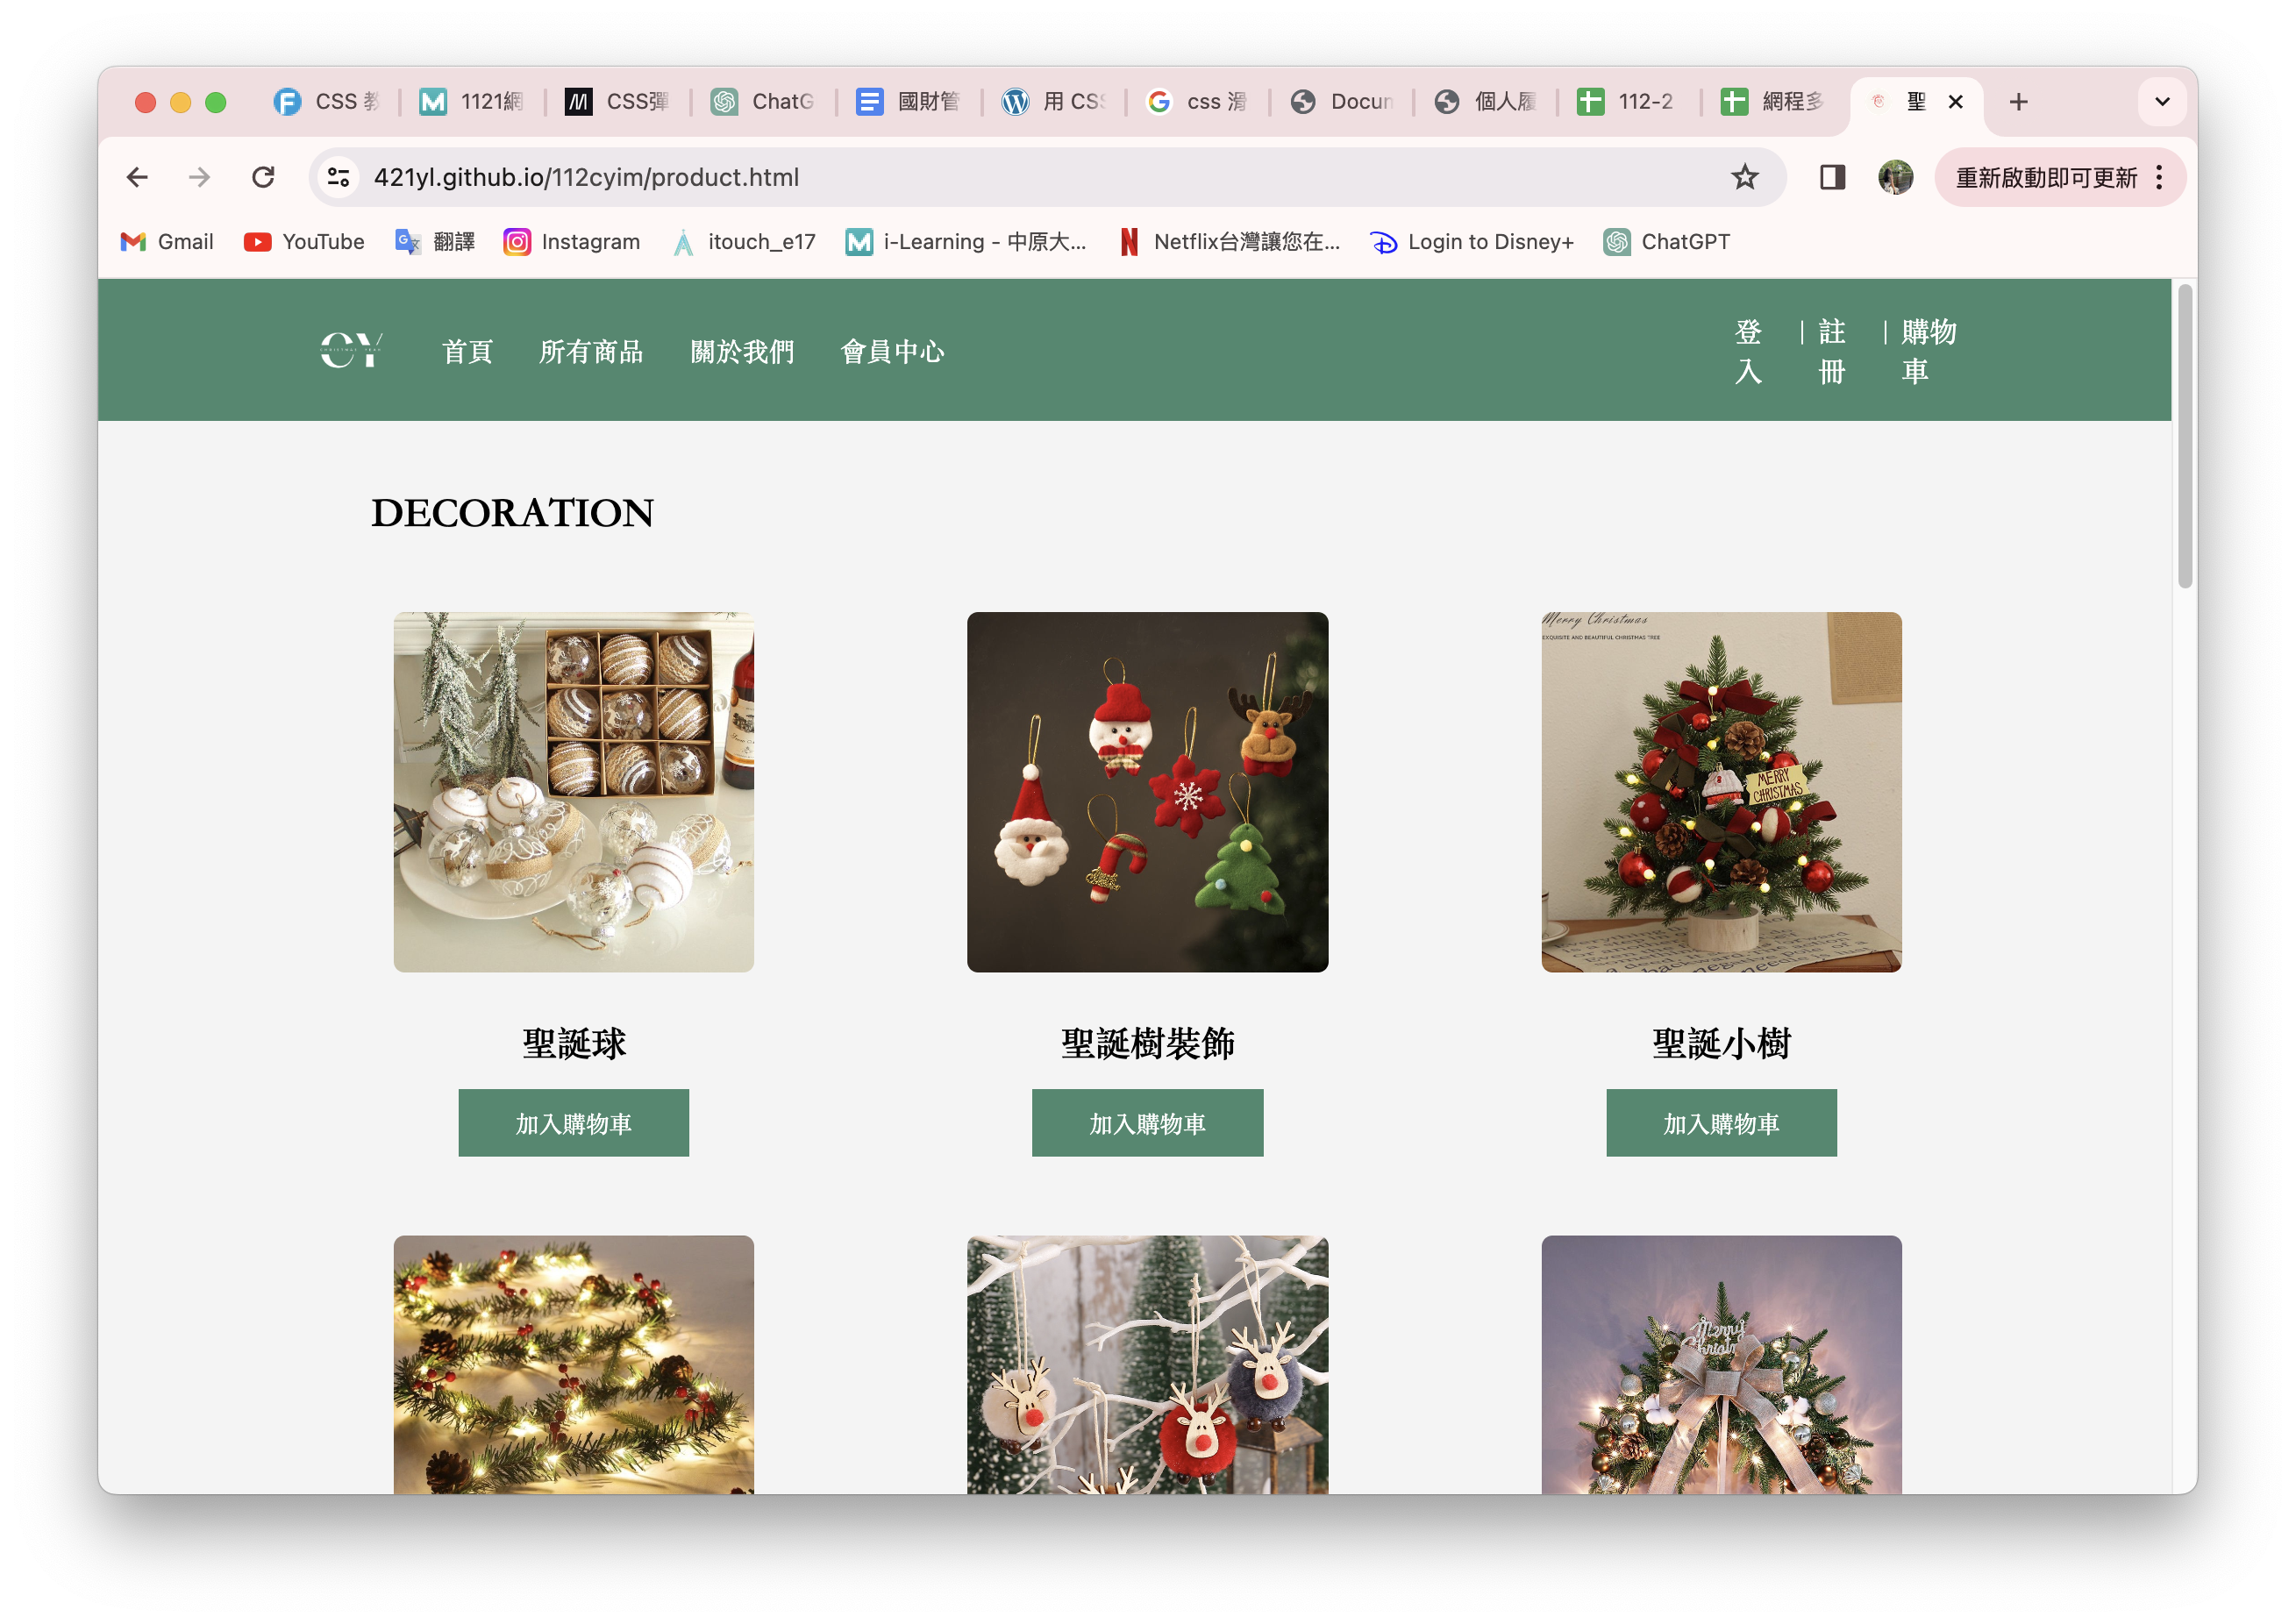 CSS 教
1121網
CSS彈
ChatG
國財管
用 CSS
css 滑
Docum
個人履
112-2
網程多
聖
421yl.github.io/112cyim/product.html
重新啟動即可更新
Gmail
YouTube
翻譯
Instagram
itouch_e17
i-Learning - 中原大...
Netflix台灣讓您在...
Login to Disney+
ChatGPT
CY
首頁
所有商品
關於我們
會員中心
登入
|
註冊
|
購物車
DECORATION
Merry Christmas
EXQUISITE AND BEAUTIFUL CHRISTMAS TREE
MERRY
CHRISTMAS
聖誕球
聖誕樹裝飾
聖誕小樹
加入購物車
加入購物車
加入購物車
Merry
Christmas